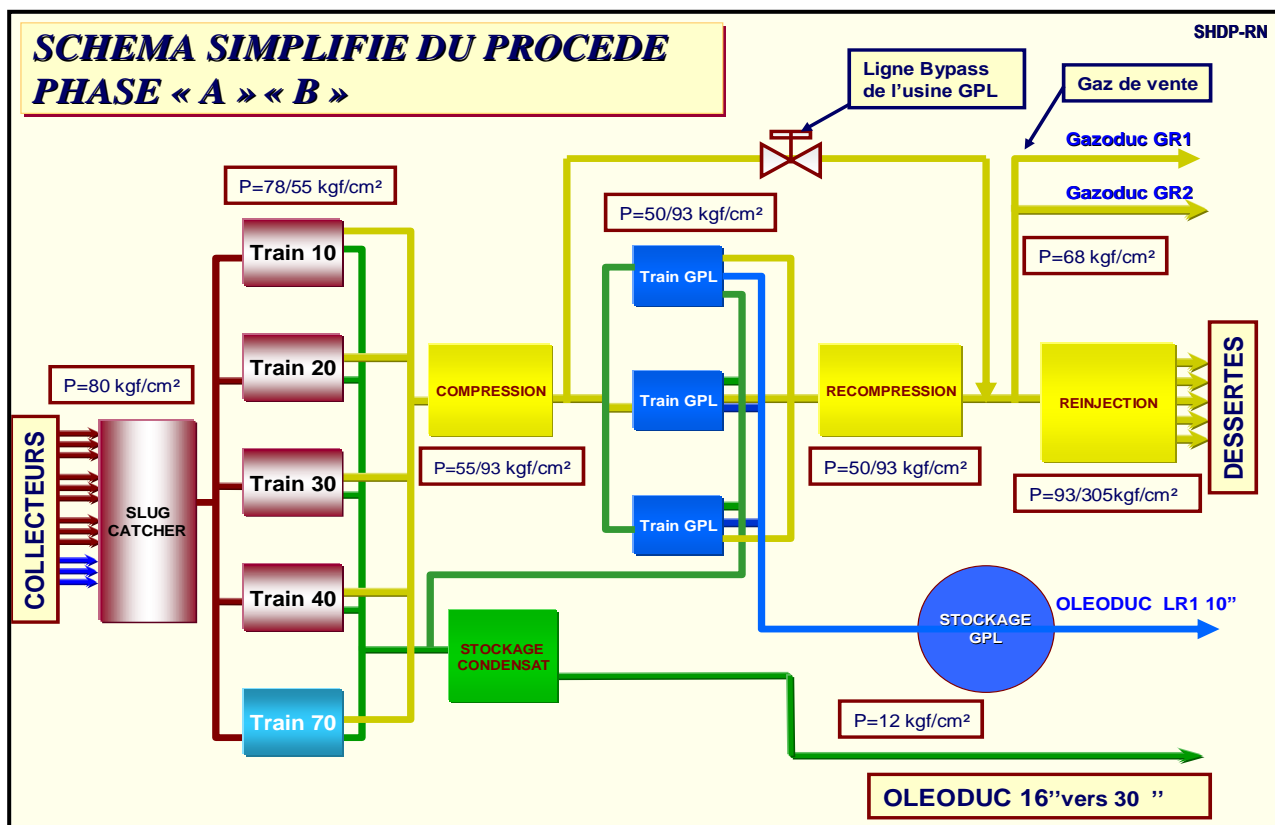 SCHEMA SIMPLIFIE DU PROCEDE
PHASE « A » « B »
SHDP-RN
Ligne Bypass
de l'usine GPL
Gaz de vente
Gazoduc GR1
Gazoduc GR2
P=78/55 kgf/cm²
P=50/93 kgf/cm²
P=68 kgf/cm²
Train 10
Train GPL
Train 20
P=80 kgf/cm²
COMPRESSION
Train GPL
RECOMPRESSION
REINJECTION
DESSERTES
P=55/93 kgf/cm²
P=50/93 kgf/cm²
P=93/305kgf/cm²
COLLECTEURS
SLUG
CATCHER
Train 30
Train GPL
Train 40
STOCKAGE
CONDENSAT
STOCKAGE
GPL
OLEODUC LR1 10’’
Train 70
P=12 kgf/cm²
OLEODUC 16’’vers 30 ’’